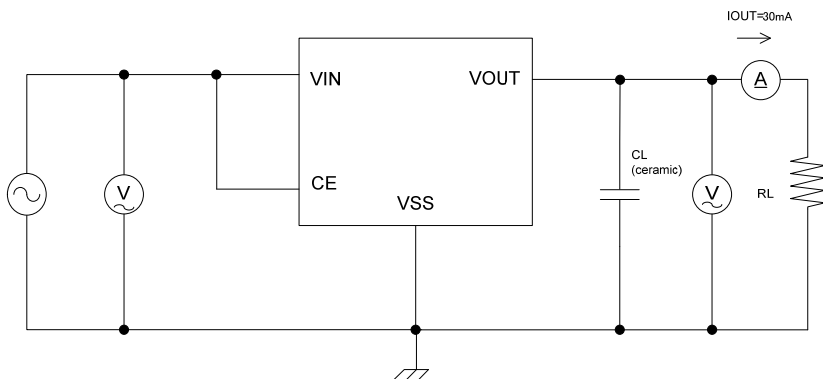 IOUT=30mA
VIN
VOUT
A
CL
(ceramic)
V
CE
V
RL
VSS